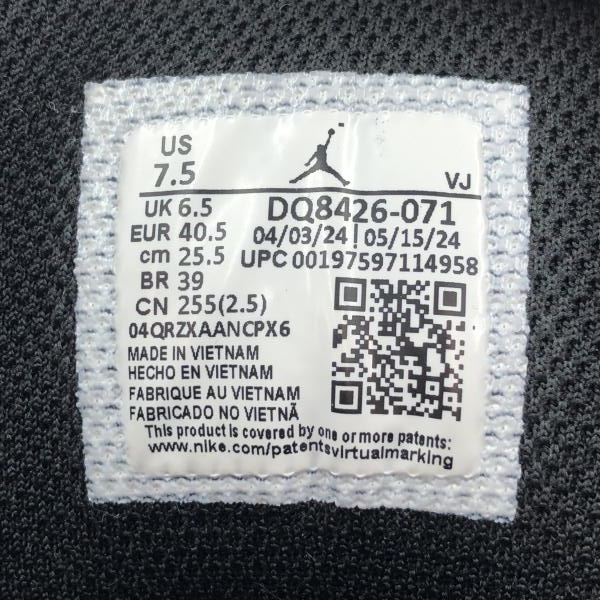 US
7.5
VJ
UK 6.5
DQ8426-071
EUR 40.5
04/03/24 | 05/15/24
cm 25.5
UPC 00197597114958
BR 39
CN 255(2.5)
04QRZXAANCPX6
MADE IN VIETNAM
HECHO EN VIETNAM
FABRIQUE AU VIETNAM
FABRICADO NO VIETNÃ
This product is covered by one or more patents:
www.nike.com/patentsvirtualmarking